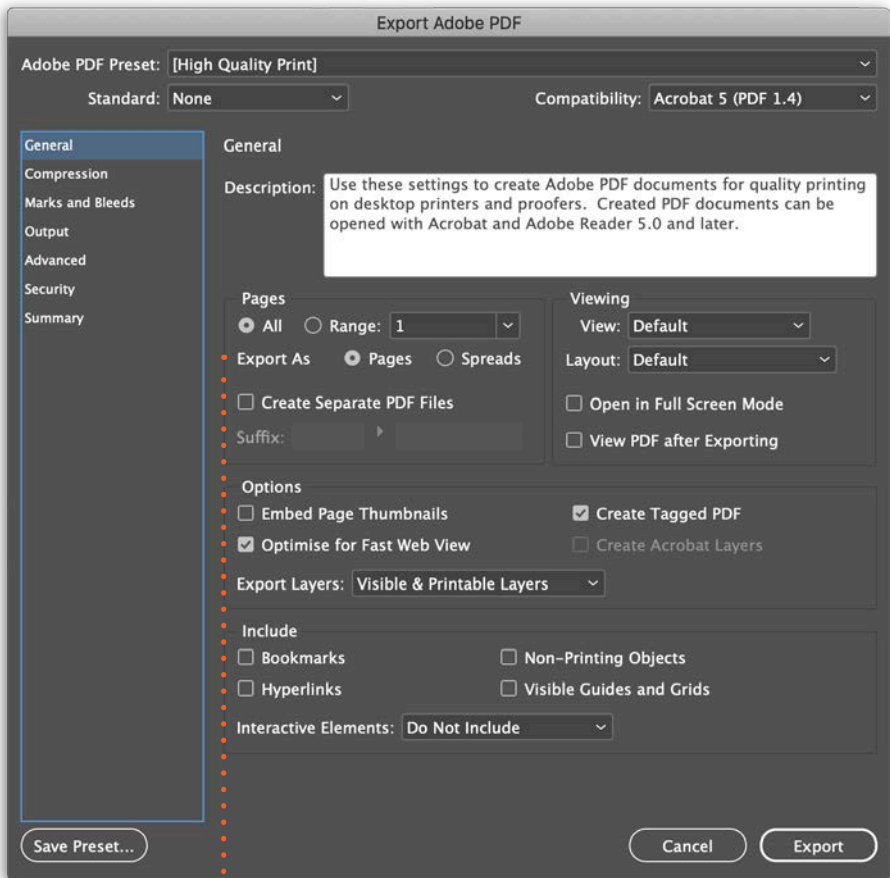 Export Adobe PDF
Adobe PDF Preset: [High Quality Print]
Standard: None
Compatibility: Acrobat 5 (PDF 1.4)
General
Compression
Marks and Bleeds
Output
Advanced
Security
Summary
General
Description: Use these settings to create Adobe PDF documents for quality printing
on desktop printers and proofers.  Created PDF documents can be
opened with Acrobat and Adobe Reader 5.0 and later.
Pages
All Range: 1
Export As Pages Spreads
Create Separate PDF Files
Suffix:
Viewing
View: Default
Layout: Default
Open in Full Screen Mode
View PDF after Exporting
Options
Embed Page Thumbnails
Create Tagged PDF
Optimise for Fast Web View
Create Acrobat Layers
Export Layers: Visible & Printable Layers
Include
Bookmarks
Non-Printing Objects
Hyperlinks
Visible Guides and Grids
Interactive Elements: Do Not Include
Save Preset...
Cancel
Export